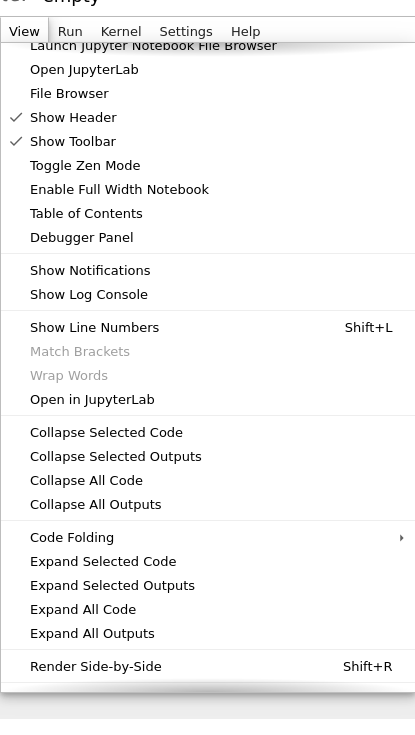 empty
View Run Kernel Settings Help
Launch Jupyter Notebook File Browser
Open JupyterLab
File Browser
Show Header
Show Toolbar
Toggle Zen Mode
Enable Full Width Notebook
Table of Contents
Debugger Panel
Show Notifications
Show Log Console
Show Line Numbers Shift+L
Match Brackets
Wrap Words
Open in JupyterLab
Collapse Selected Code
Collapse Selected Outputs
Collapse All Code
Collapse All Outputs
Code Folding
Expand Selected Code
Expand Selected Outputs
Expand All Code
Expand All Outputs
Render Side-by-Side Shift+R